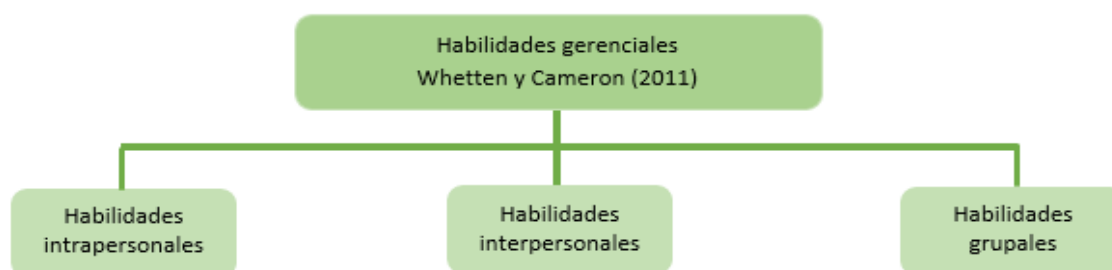 Habilidades gerenciales
Whetten y Cameron (2011)
Habilidades
intrapersonales
Habilidades
interpersonales
Habilidades
grupales